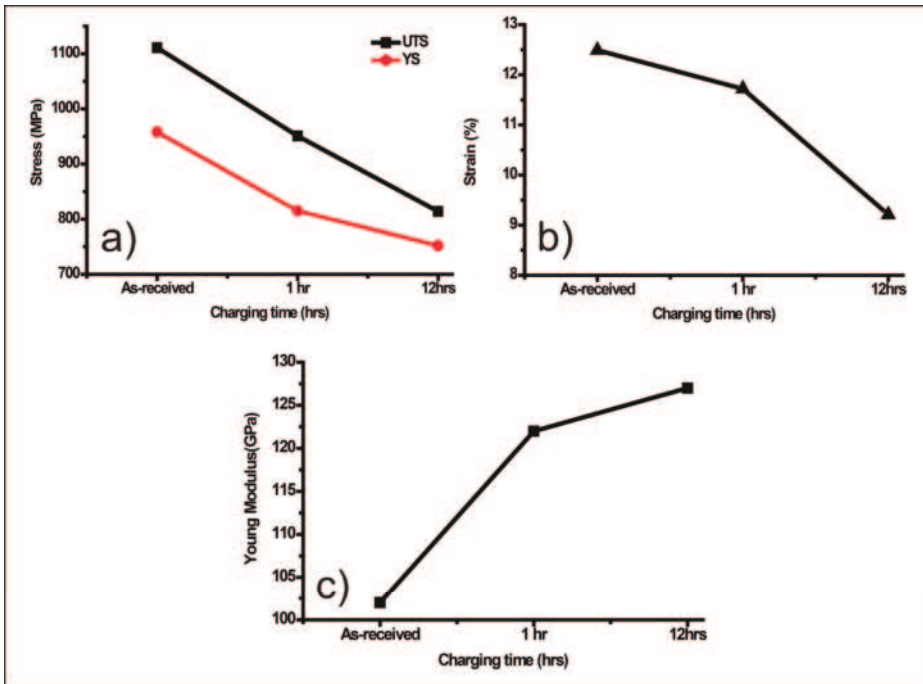 1100
1000
900
800
700
Stress (MPa)
UTS
YS
a)
As-received
1 hr
12hrs
Charging time (hrs)
13
12
11
10
9
8
Strain (%)
b)
As-received
1 hr
12hrs
Charging time (hrs)
130
125
120
115
110
105
100
Young Modulus(GPa)
c)
As-received
1 hr
12hrs
Charging time (hrs)